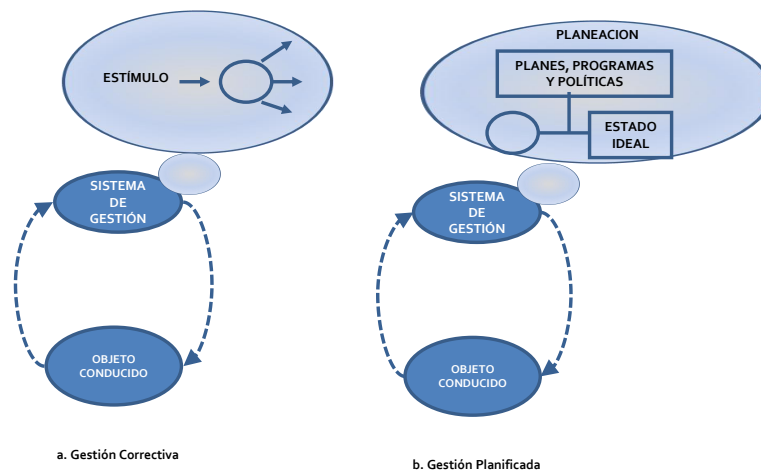 ESTÍMULO
SISTEMA
DE
GESTIÓN
OBJETO
CONDUCIDO
a. Gestión Correctiva
PLANEACION
PLANES, PROGRAMAS
Y POLÍTICAS
ESTADO
IDEAL
SISTEMA
DE
GESTIÓN
OBJETO
CONDUCIDO
b. Gestión Planificada